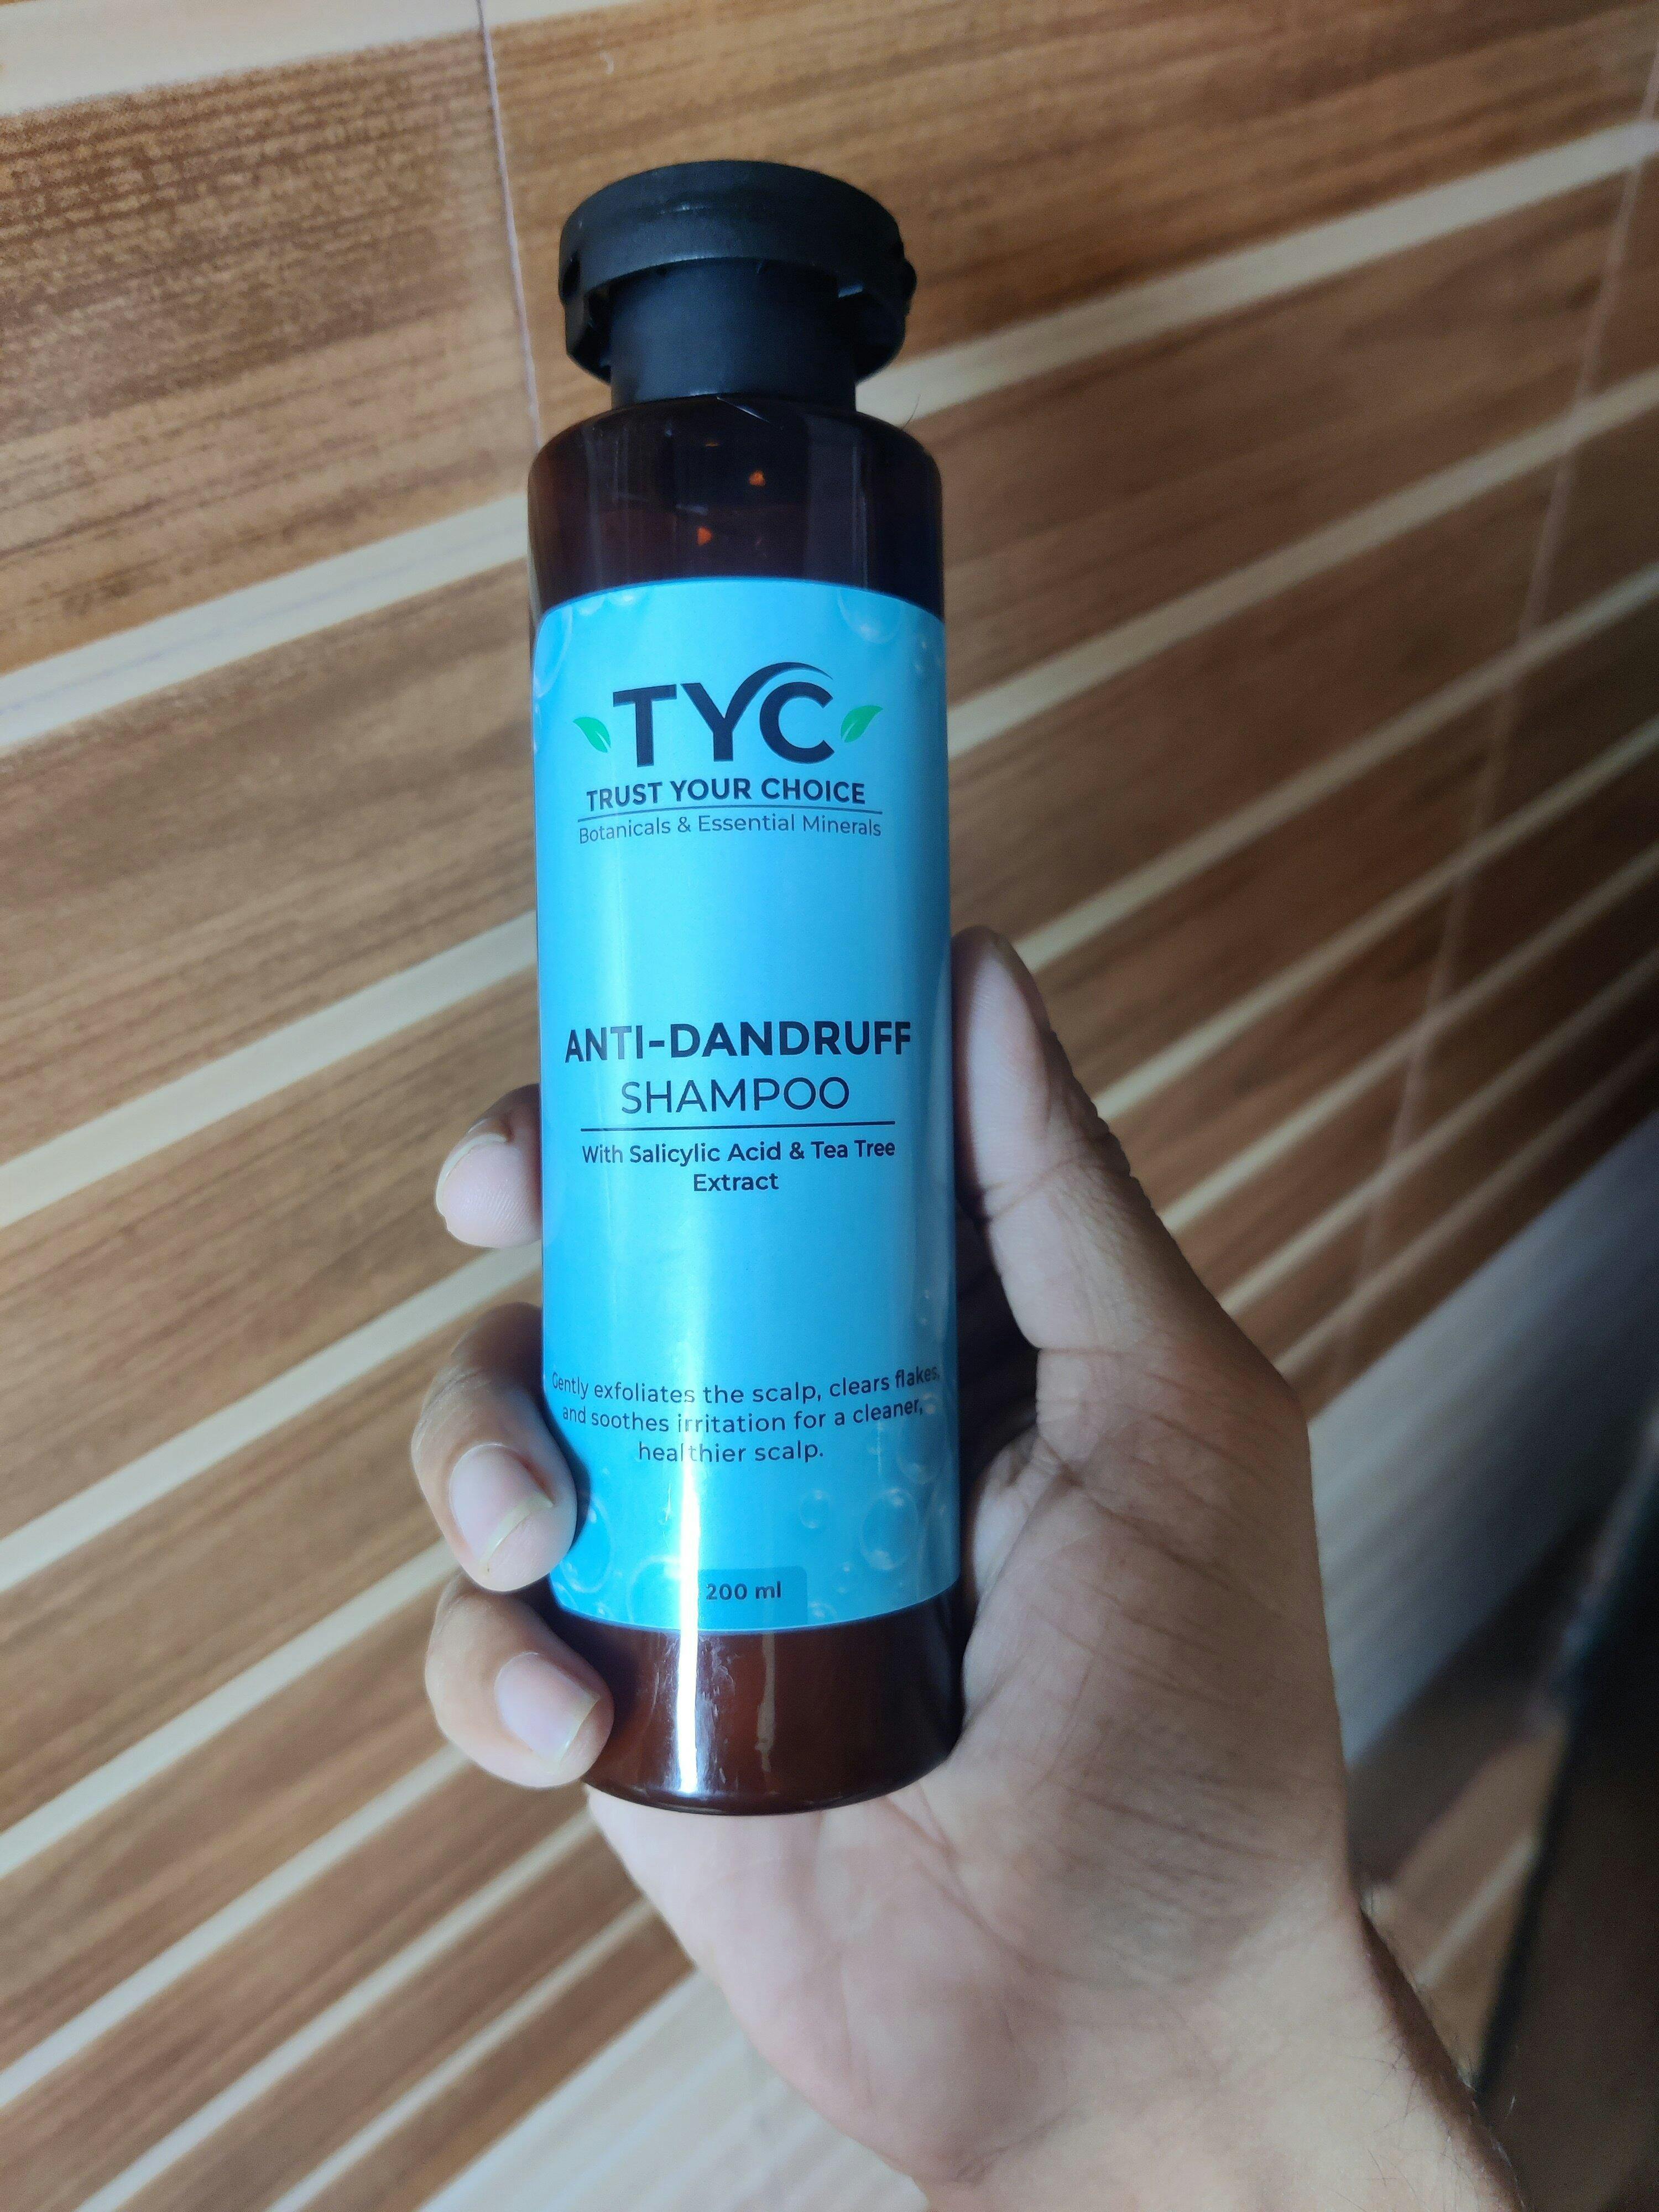 TYC
TRUST YOUR CHOICE
Botanicals & Essential Minerals
ANTI-DANDRUFF
SHAMPOO
With Salicylic Acid & Tea Tree
Extract
Gently exfoliates the scalp, clears flakes,
and soothes irritation for a cleaner,
healthier scalp.
200 ml